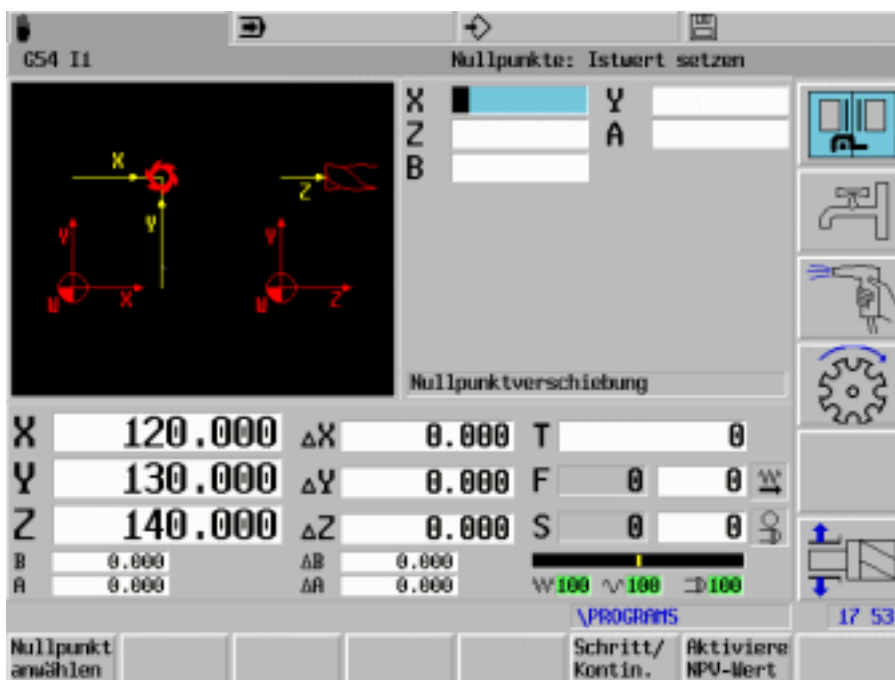 G54 I1 Nullpunkte: Istwert setzen
X Y
Z A
B
X Z
Y
Y Y
W X W Z
Nullpunktverschiebung
X 120.000 ΔX 0.000 T 0
Y 130.000 ΔY 0.000 F 0 0
Z 140.000 ΔZ 0.000 S 0 0
B 0.000 ΔB 0.000
A 0.000 ΔA 0.000 100 100 100
\PROGRAMS 17 53
Nullpunkt Schritt/ Aktiviere
anwählen Kontin. NPV-Wert